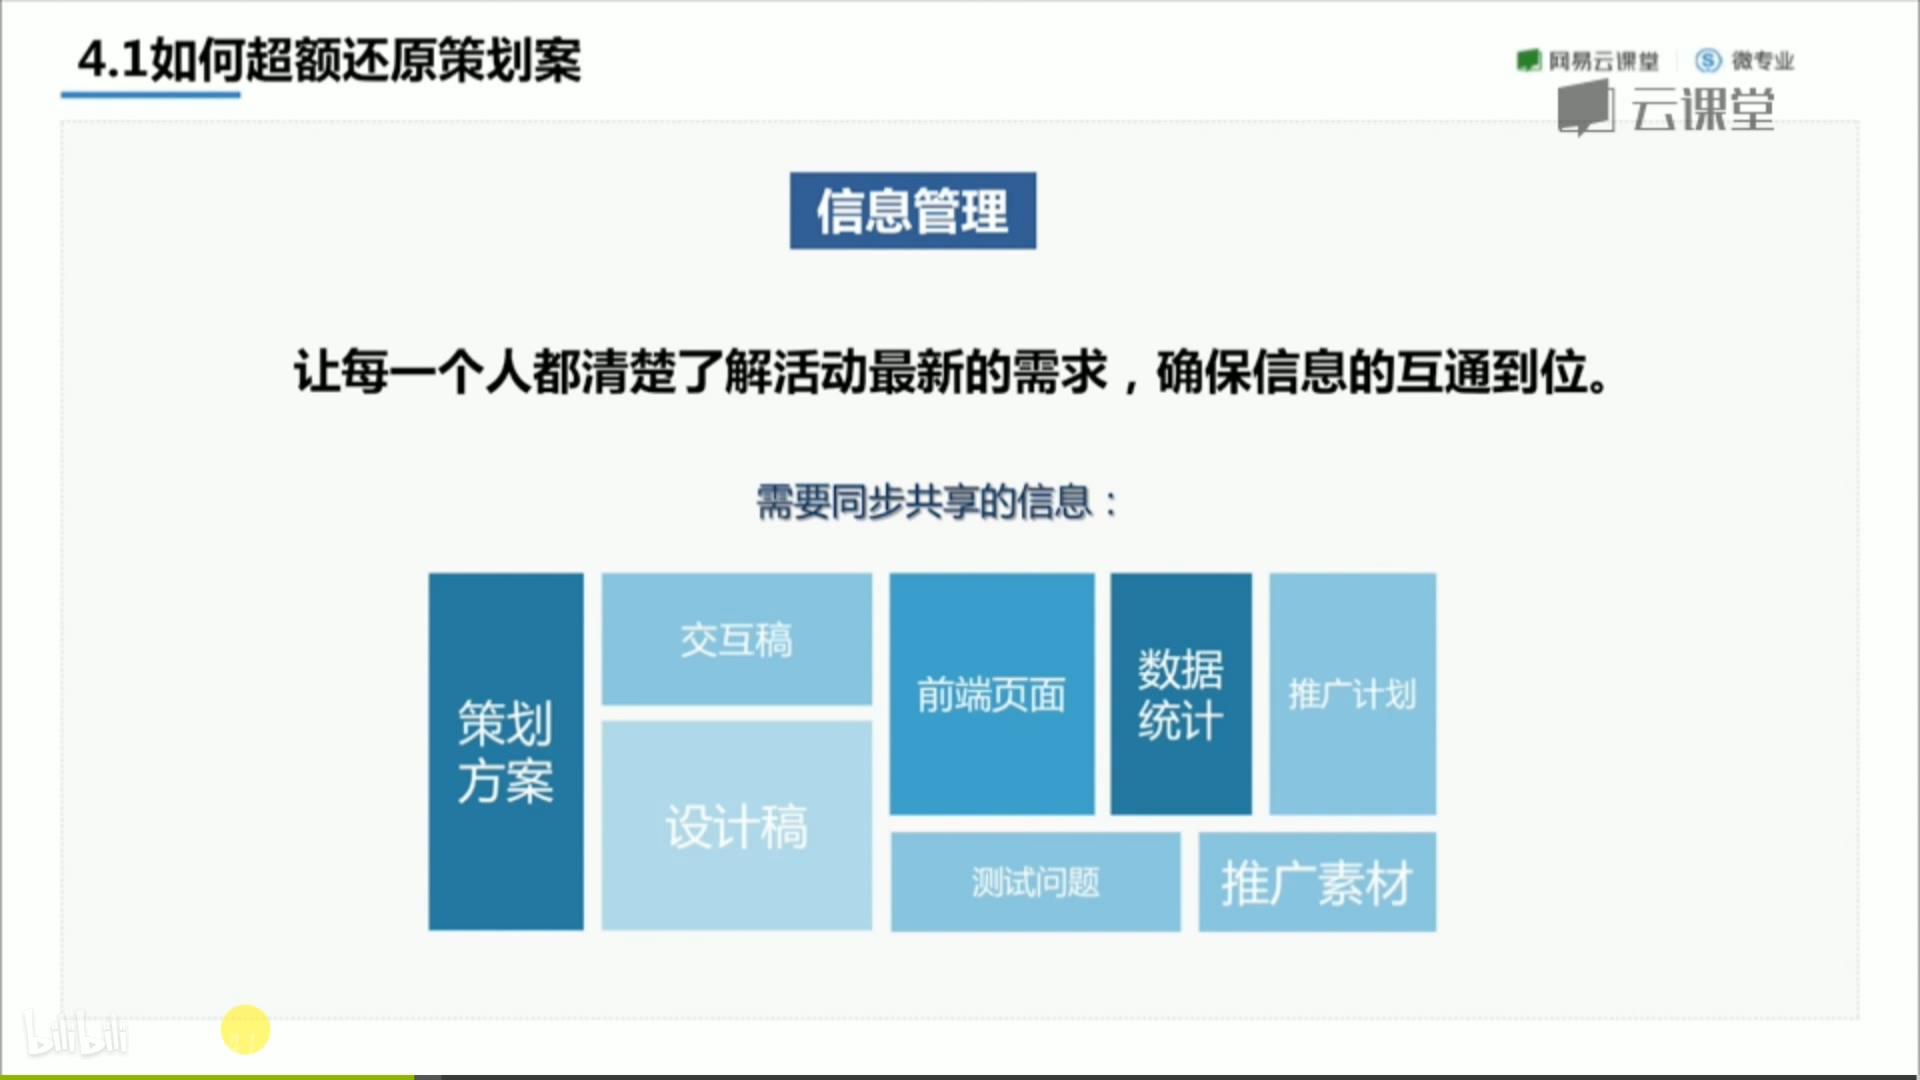 4.1如何超额还原策划案
网易云课堂
微专业
云课堂
信息管理
让每一个人都清楚了解活动最新的需求，确保信息的互通到位。
需要同步共享的信息：
策划
方案
交互稿
设计稿
前端页面
数据
统计
推广计划
测试问题
推广素材
bilibili